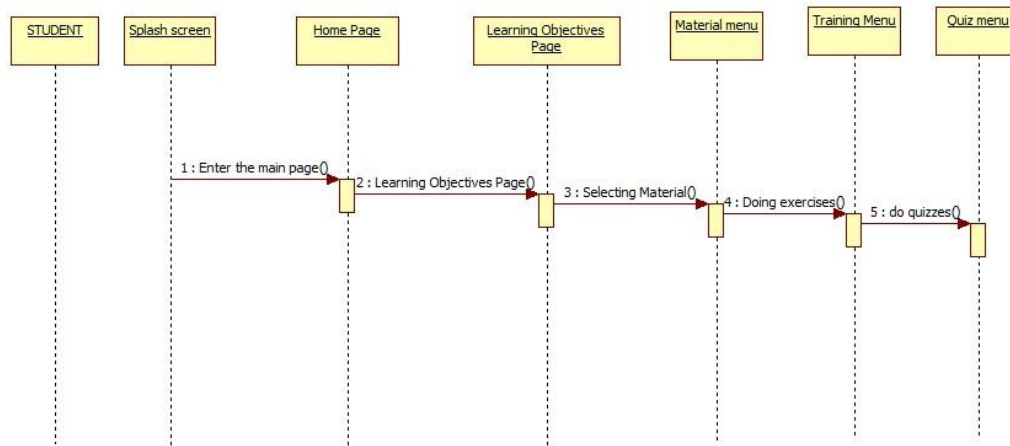 STUDENT
Splash screen
Home Page
Learning Objectives
Page
Material menu
Training Menu
Quiz menu
1 : Enter the main page()
2 : Learning Objectives Page()
3 : Selecting Material()
4 : Doing exercises()
5 : do quizzes()